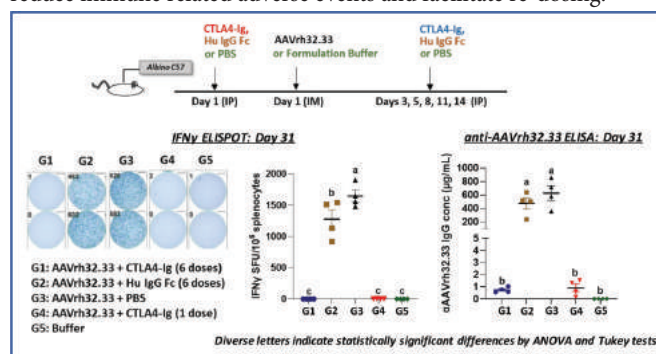 reduce immune related adverse events and facilitate re-dosing.
CTLA4-Ig,
Hu IgG Fc
or PBS
AAVrh32.33
or Formulation Buffer
CTLA4-Ig,
Hu IgG Fc
or PBS
Albino C57
Day 1 (IP)
Day 1 (IM)
Days 3, 5, 8, 11, 14 (IP)
IFNγ ELISPOT: Day 31
anti-AAVrh32.33 ELISA: Day 31
G1 G2 G3 G4 G5
G1: AAVrh32.33 + CTLA4-Ig (6 doses)
G2: AAVrh32.33 + Hu IgG Fc (6 doses)
G3: AAVrh32.33 + PBS
G4: AAVrh32.33 + CTLA4-Ig (1 dose)
G5: Buffer
IFNγ SFU/10⁶ splenocytes
2000
1500
1000
500
0
c b a c c
G1 G2 G3 G4 G5
αAAVrh32.33 IgG conc (µg/mL)
1000
800
600
400
200
5
4
3
2
1
0
b a a b b
G1 G2 G3 G4 G5
Diverse letters indicate statistically significant differences by ANOVA and Tukey tests